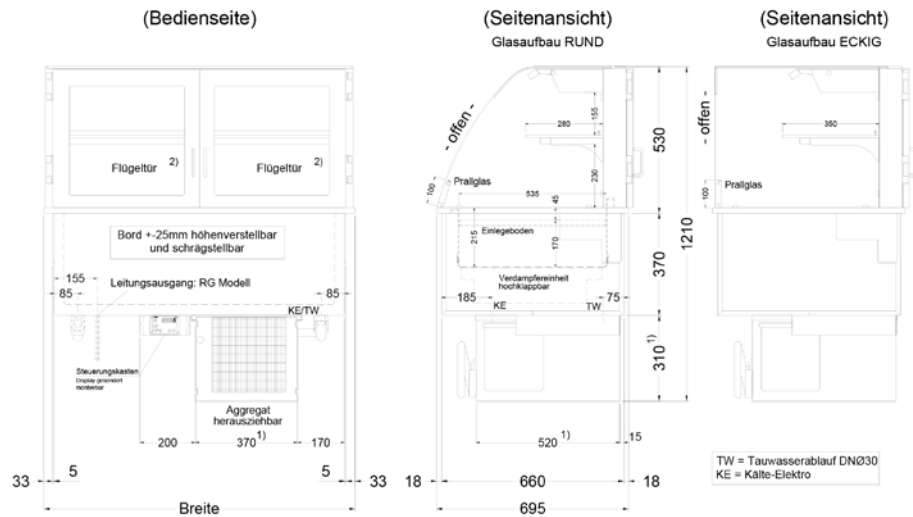 (Bedienseite)
Flügeltür 2)
Flügeltür 2)
Bord +-25mm höhenverstellbar
und schrägstellbar
155
Leitungsausgang: RG Modell
85
85
KE/TW
Steuerungskasten
Display gesondert
montierbar
Aggregat
herausziehbar
200
370 1)
170
33
5
5
33
Breite
(Seitenansicht)
Glasaufbau RUND
- offen -
280
155
230
100
Prallglas
535
45
215
Einlegeboden
170
Verdampfereinheit
hochklappbar
185
KE
TW
75
530
370
310 1)
1210
520 1)
15
18
660
18
695
(Seitenansicht)
Glasaufbau ECKIG
- offen -
350
100
Prallglas
TW = Tauwasserablauf DNØ30
KE = Kälte-Elektro